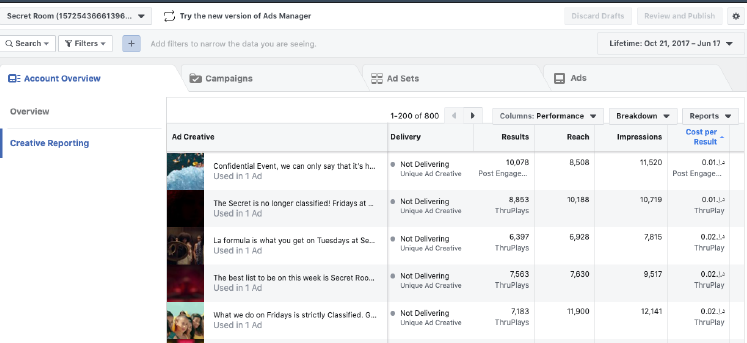 Secret Room (15725436661396... Try the new version of Ads Manager Discard Drafts Review and Publish
Search Filters + Add filters to narrow the data you are seeing. Lifetime: Oct 21, 2017 – Jun 17
Account Overview Campaigns Ad Sets Ads
Overview
Creative Reporting
1-200 of 800 Columns: Performance Breakdown Reports
Ad Creative Delivery Results Reach Impressions Cost per Result
Confidential Event, we can only say that it's h... Not Delivering 10,078 8,508 11,520 0.01د.إ.
Used in 1 Ad Unique Ad Creative Post Engage... Post Engage...
The Secret is no longer classified! Fridays at ... Not Delivering 8,853 10,188 10,719 0.01د.إ.
Used in 1 Ad Unique Ad Creative ThruPlays ThruPlay
La formula is what you get on Tuesdays at Se... Not Delivering 6,397 6,928 7,815 0.02د.إ.
Used in 1 Ad Unique Ad Creative ThruPlays ThruPlay
The best list to be on this week is Secret Roo... Not Delivering 7,563 7,630 9,517 0.02د.إ.
Used in 1 Ad Unique Ad Creative ThruPlays ThruPlay
What we do on Fridays is strictly Classified. G... Not Delivering 7,183 11,900 12,141 0.02د.إ.
Used in 1 Ad Unique Ad Creative ThruPlays ThruPlay